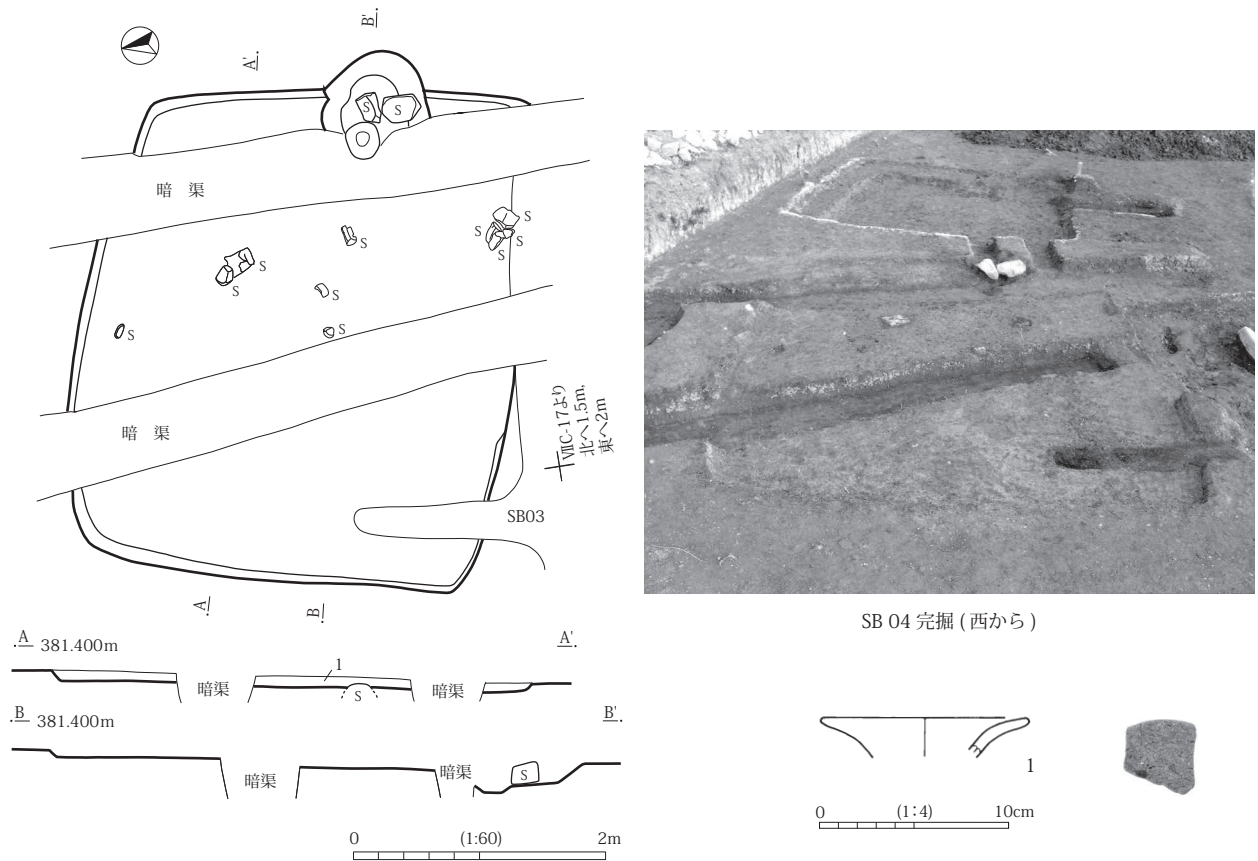 B'
A'
S
S
暗 渠
S
S
S
S
S
S
S
S
S
S
ⅦC-17より
北へ1.5m,
東へ2m
暗 渠
SB03
A
B
A 381.400m
A'
1
暗渠
S
暗渠
B 381.400m
B'
暗渠
暗渠
S
0 (1:60) 2m
SB 04 完掘 ( 西から )
1
0 (1:4) 10cm